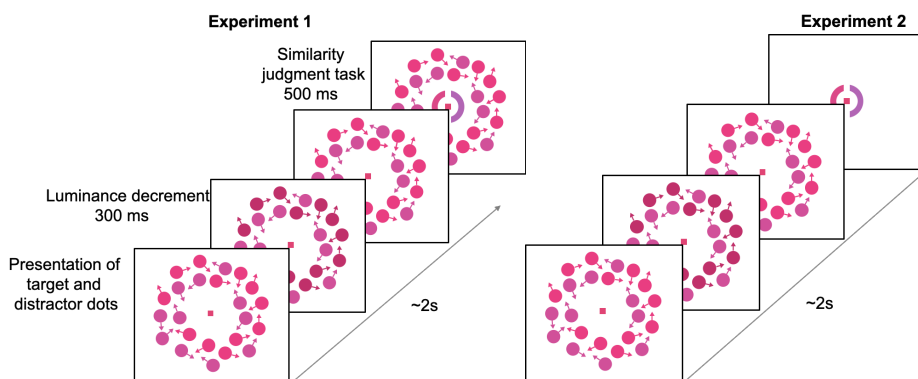 Experiment 1
Experiment 2
Similarity
judgment task
500 ms
Luminance decrement
300 ms
Presentation of
target and
distractor dots
~2s
~2s